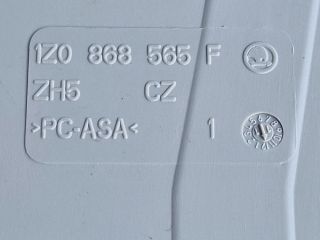 1Z0 868 565 F
ZH5 CZ
>PC-ASA< 1